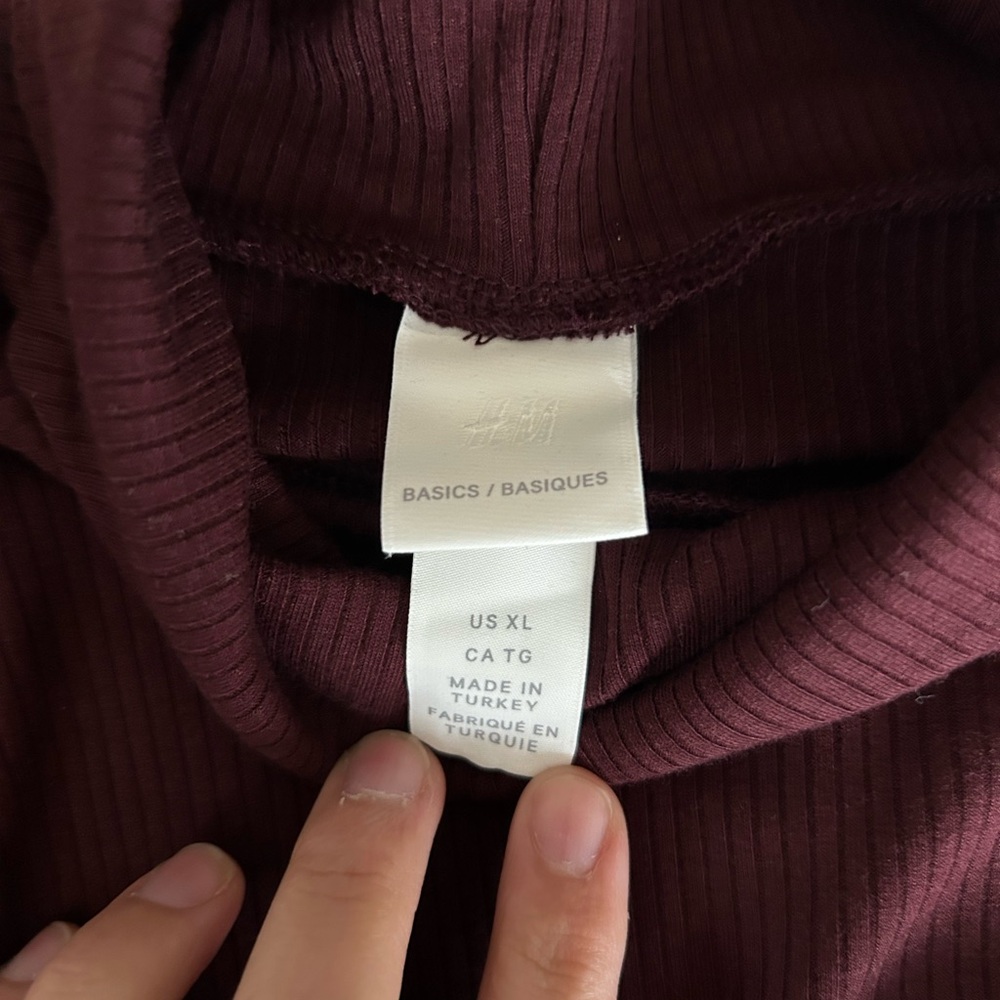 H&M
BASICS / BASIQUES
US XL
CA TG
MADE IN
TURKEY
FABRIQUÉ EN
TURQUIE